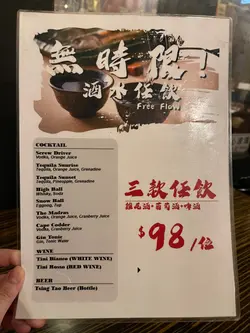 無時限!
酒水任飲
Free Flow
COCKTAIL
Screw Driver
Vodka, Orange Juice
Tequila Sunrise
Tequila, Orange Juice, Grenadine
Tequila Sunset
Tequila, Pineapple, Grenadine
High Ball
Whisky, Soda
Snow Ball
Eggnog, 7up
The Madras
Vodka, Orange Juice, Cranberry Juice
Cape Codder
Vodka, Cranberry Juice
Gin Tonic
Gin, Tonic Water
WINE
Tini Bianco (WHITE WINE)
Tini Rosso (RED WINE)
BEER
Tsing Tao Beer (Bottle)
三款任飲
雞尾酒・葡萄酒・啤酒
$98/位